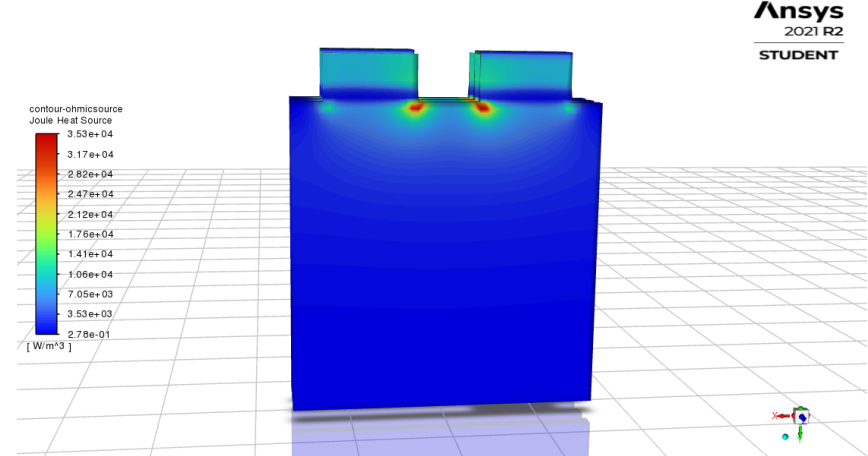 Ansys
2021 R2
STUDENT
contour-ohmicsource
Joule Heat Source
3.53e+04
3.17e+04
2.82e+04
2.47e+04
2.12e+04
1.76e+04
1.41e+04
1.06e+04
7.05e+03
3.53e+03
2.78e-01
[ W/m^3 ]
X